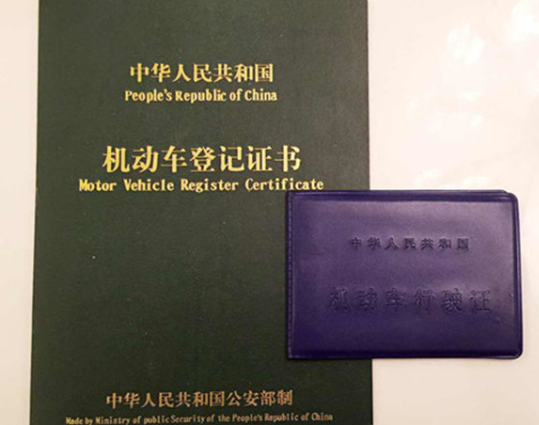 中华人民共和国
People's Republic of China
机动车登记证书
Motor Vehicle Register Certificate
中华人民共和国
机动车行驶证
中华人民共和国公安部制
Made by Ministry of public Security of the People's Republic of China